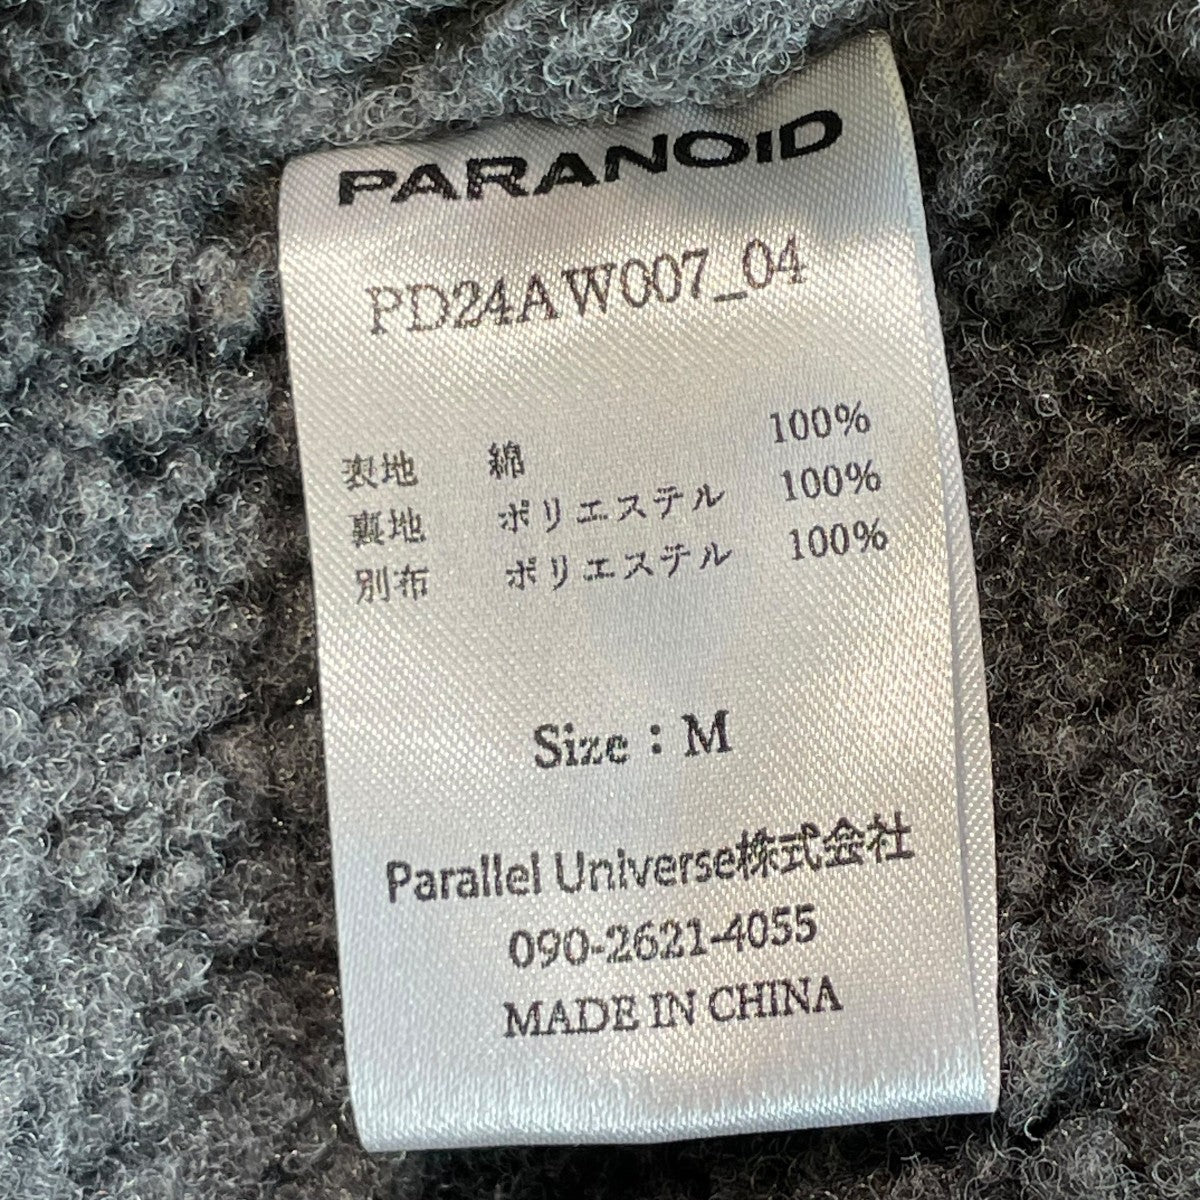 PARANOID
PD24AW007_04
表地 綿 100%
裏地 ポリエステル 100%
別布 ポリエステル 100%
Size : M
Parallel Universe株式会社
090-2621-4055
MADE IN CHINA